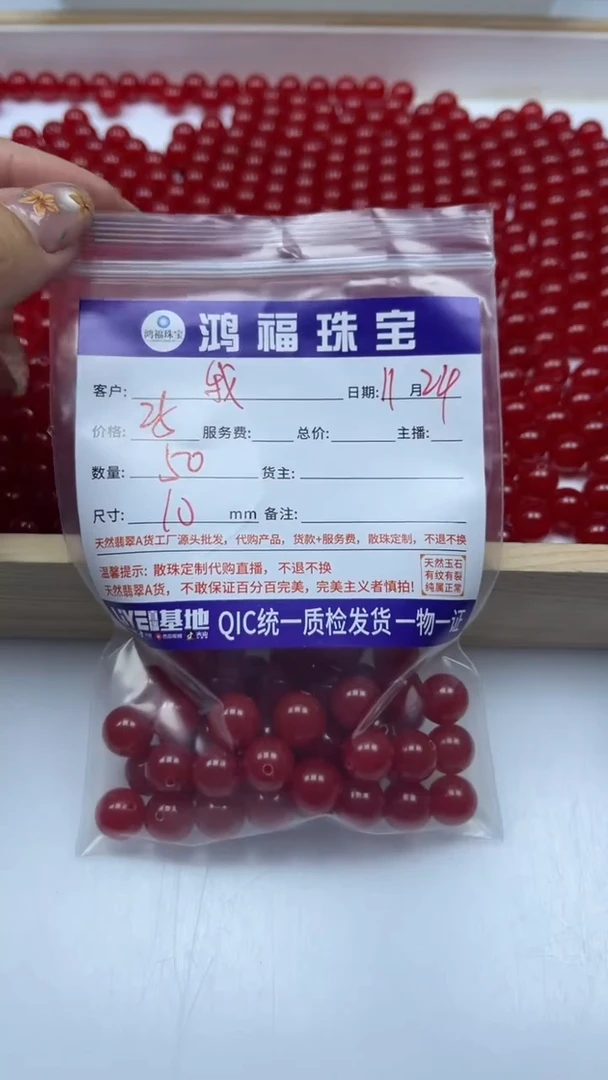 鸿福珠宝 鸿福珠宝
客户: 我 日期: 11 月 24
价格: 26 服务费: 总价: 主播:
数量: 50 货主:
尺寸: 10 mm 备注:
天然翡翠A货工厂源头批发，代购产品，货款+服务费，散珠定制，不退不换
温馨提示: 散珠定制代购直播，不退不换
天然翡翠A货，不敢保证百分百完美，完美主义者慎拍!
天然玉石
有纹有裂
纯属正常
基地 QIC统一质检发货 一物一证